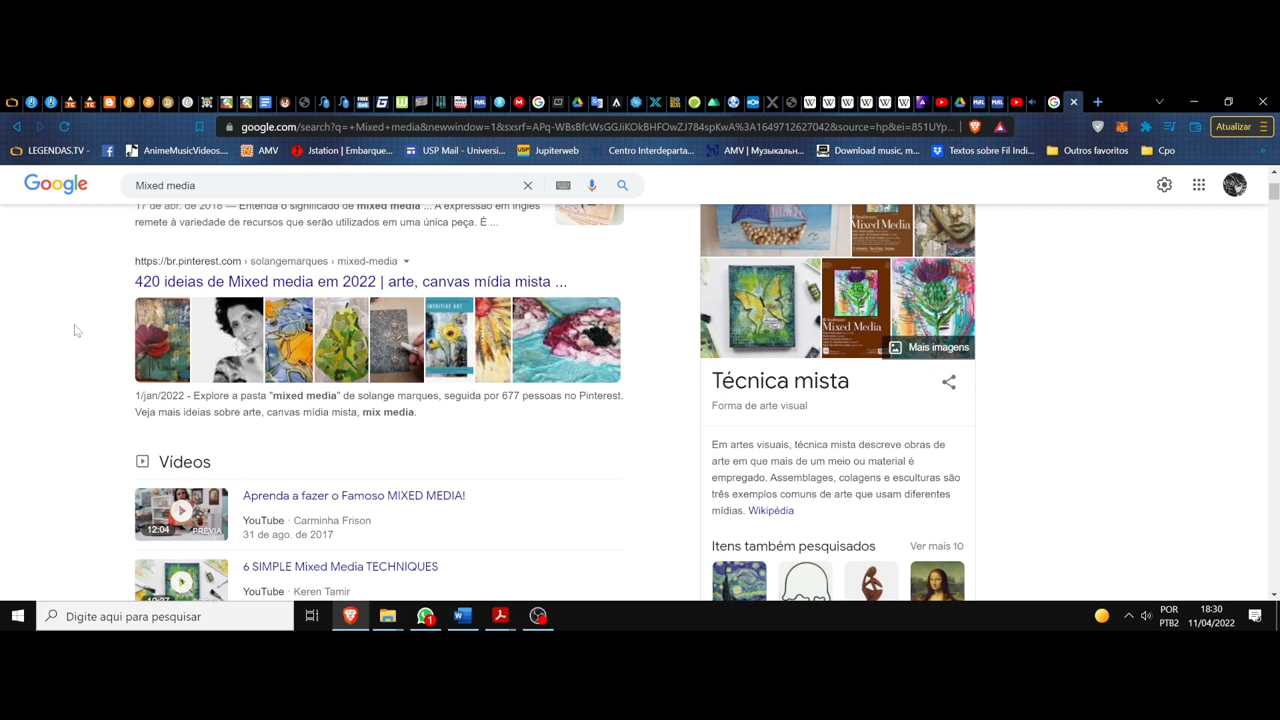 google.com/search?q=+Mixed+media&newwindow=1&sxsrf=APq-WBsBfcWsGGJiKOkBHFOwZJ784spKwA%3A1649712627042&source=hp&ei=851UYp...
Atualizar
LEGENDAS.TV -
AnimeMusicVideos....
AMV
Jstation | Embarque...
USP Mail - Universi...
Jupiterweb
Centro Interdeparta...
AMV | Музыкальн...
Download music, m...
Textos sobre Fil Indi...
Outros favoritos
Cpo
Google
Mixed media
17 de abr. de 2018 — Entenda o significado de mixed media ... A expressão em inglês
remete á variedade de recursos que serão utilizados em uma única peça. É ...
https://br.pinterest.com › solangemarques › mixed-media
420 ideias de Mixed media em 2022 | arte, canvas mídia mista ...
INTUITIVE ART
1/jan/2022 - Explore a pasta "mixed media" de solange marques, seguida por 677 pessoas no Pinterest.
Veja mais ideias sobre arte, canvas mídia mista, mix media.
Vídeos
Aprenda a fazer o Famoso MIXED MEDIA!
YouTube · Carminha Frison
31 de ago. de 2017
12:04
PRÉVIA
6 SIMPLE Mixed Media TECHNIQUES
YouTube · Keren Tamir
Mixed Media
Mixed Media
Mais imagens
Técnica mista
Forma de arte visual
Em artes visuais, técnica mista descreve obras de
arte em que mais de um meio ou material é
empregado. Assemblages, colagens e esculturas são
três exemplos comuns de arte que usam diferentes
mídias. Wikipédia
Itens também pesquisados
Ver mais 10
Digite aqui para pesquisar
1
POR
PTB2
18:30
11/04/2022